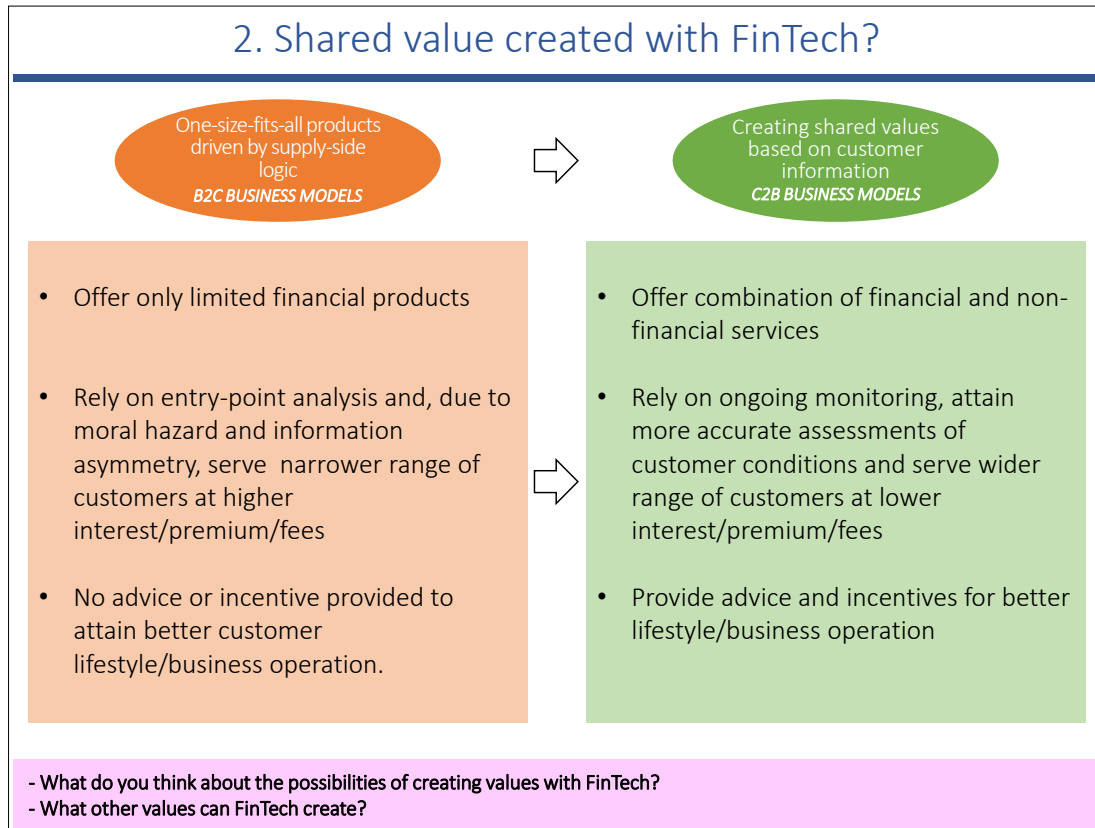 2. Shared value created with FinTech?
One-size-fits-all products
driven by supply-side
logic
B2C BUSINESS MODELS
Creating shared values
based on customer
information
C2B BUSINESS MODELS
• Offer only limited financial products
• Rely on entry-point analysis and, due to
moral hazard and information
asymmetry, serve narrower range of
customers at higher
interest/premium/fees
• No advice or incentive provided to
attain better customer
lifestyle/business operation.
• Offer combination of financial and non-
financial services
• Rely on ongoing monitoring, attain
more accurate assessments of
customer conditions and serve wider
range of customers at lower
interest/premium/fees
• Provide advice and incentives for better
lifestyle/business operation
- What do you think about the possibilities of creating values with FinTech?
- What other values can FinTech create?